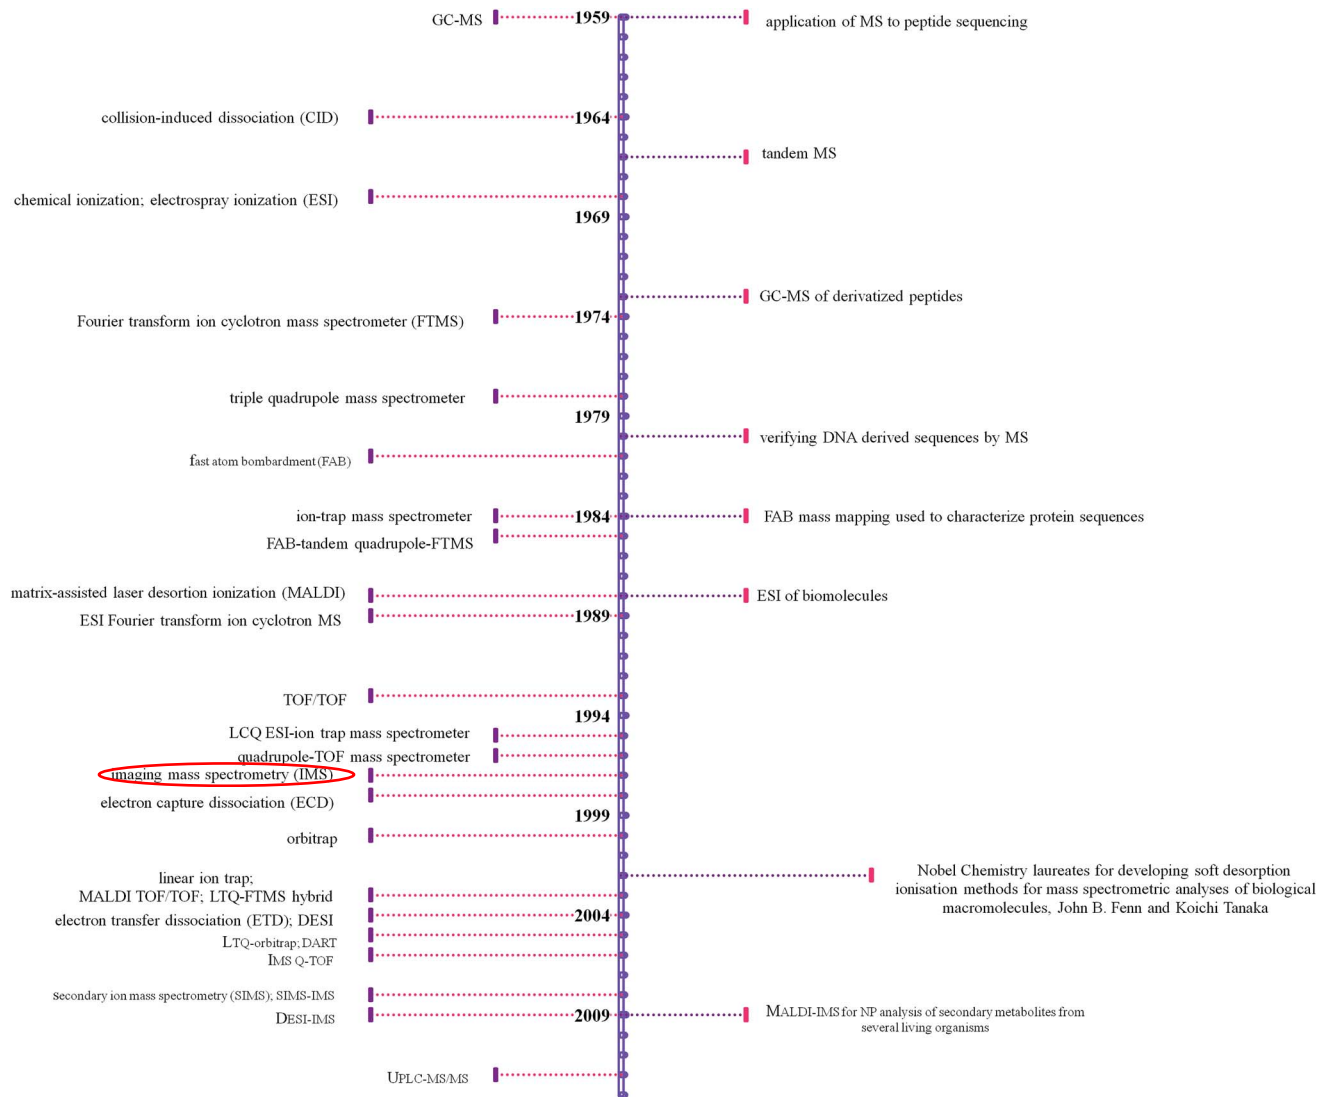 GC-MS
1959
application of MS to peptide sequencing
collision-induced dissociation (CID)
1964
tandem MS
chemical ionization; electrospray ionization (ESI)
1969
GC-MS of derivatized peptides
Fourier transform ion cyclotron mass spectrometer (FTMS)
1974
triple quadrupole mass spectrometer
1979
verifying DNA derived sequences by MS
fast atom bombardment (FAB)
ion-trap mass spectrometer
1984
FAB mass mapping used to characterize protein sequences
FAB-tandem quadrupole-FTMS
matrix-assisted laser desortion ionization (MALDI)
ESI of biomolecules
ESI Fourier transform ion cyclotron MS
1989
TOF/TOF
1994
LCQ ESI-ion trap mass spectrometer
quadrupole-TOF mass spectrometer
imaging mass spectrometry (IMS)
electron capture dissociation (ECD)
1999
orbitrap
Nobel Chemistry laureates for developing soft desorption
ionisation methods for mass spectrometric analyses of biological
macromolecules, John B. Fenn and Koichi Tanaka
linear ion trap;
MALDI TOF/TOF; LTQ-FTMS hybrid
2004
electron transfer dissociation (ETD); DESI
LTQ-orbitrap; DART
IMS Q-TOF
secondary ion mass spectrometry (SIMS); SIMS-IMS
DESI-IMS
2009
MALDI-IMS for NP analysis of secondary metabolites from
several living organisms
UPLC-MS/MS